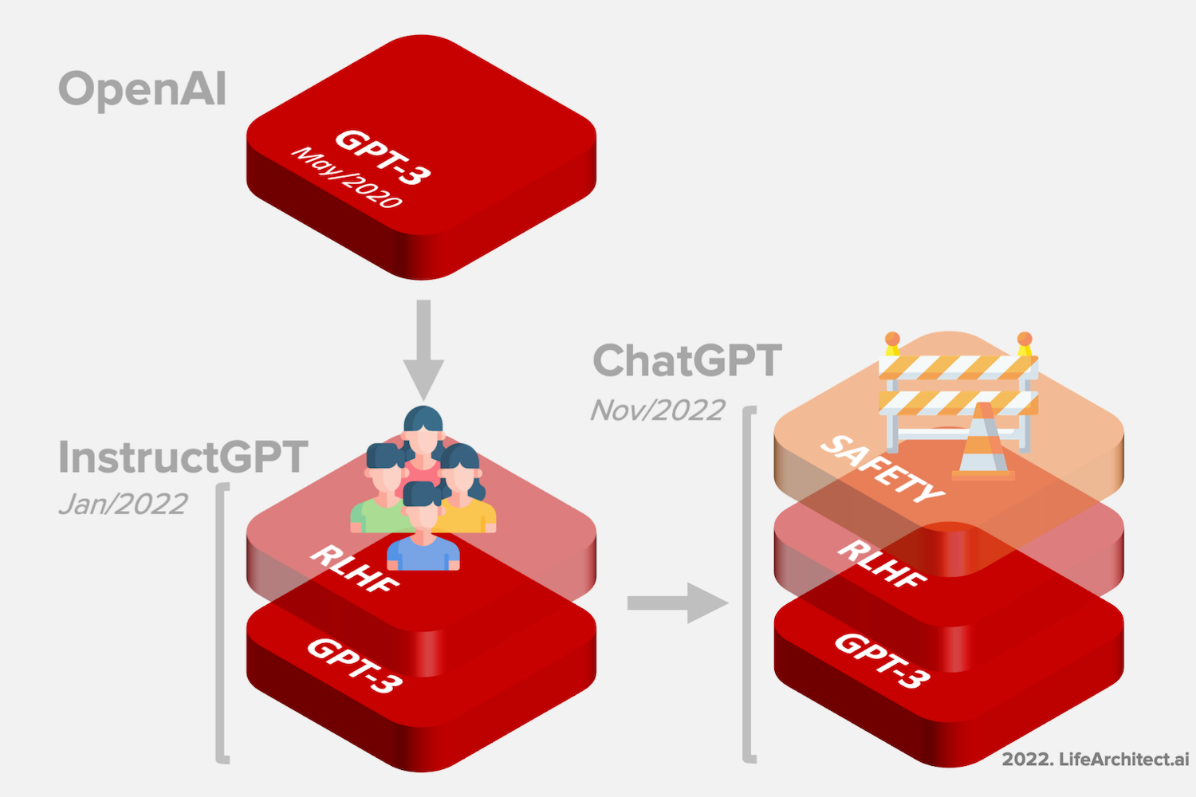 OpenAI
GPT-3
May/2020
InstructGPT
Jan/2022
RLHF
GPT-3
ChatGPT
Nov/2022
SAFETY
RLHF
GPT-3
2022. LifeArchitect.ai